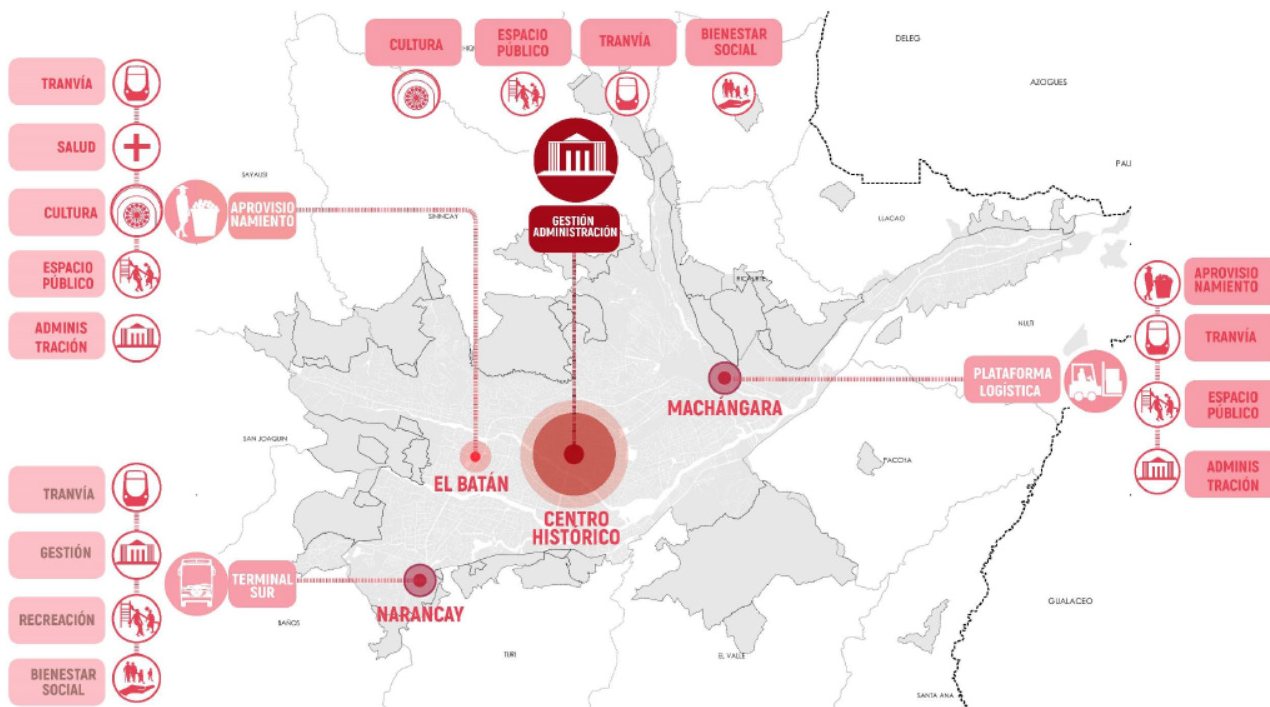 CULTURA
ESPACIO
PÚBLICO
TRANVÍA
BIENESTAR
SOCIAL
DELEG
AZOGUES
TRANVÍA
SALUD
CULTURA
ESPACIO
PÚBLICO
ADMINIS
TRACIÓN
SAYAUSI
APROVISIO
NAMIENTO
SININCAY
GESTIÓN
ADMINISTRACIÓN
LLACAO
RICAURTE
NULTI
APROVISIO
NAMIENTO
TRANVÍA
ESPACIO
PÚBLICO
ADMINIS
TRACIÓN
PLATAFORMA
LOGÍSTICA
MACHÁNGARA
SAN JOAQUIN
EL BATÁN
CENTRO
HISTÓRICO
PACCHA
TRANVÍA
GESTIÓN
RECREACIÓN
BIENESTAR
SOCIAL
TERMINAL
SUR
NARANCAY
BAÑOS
TURI
EL VALLE
GUALACEO
SANTA ANA